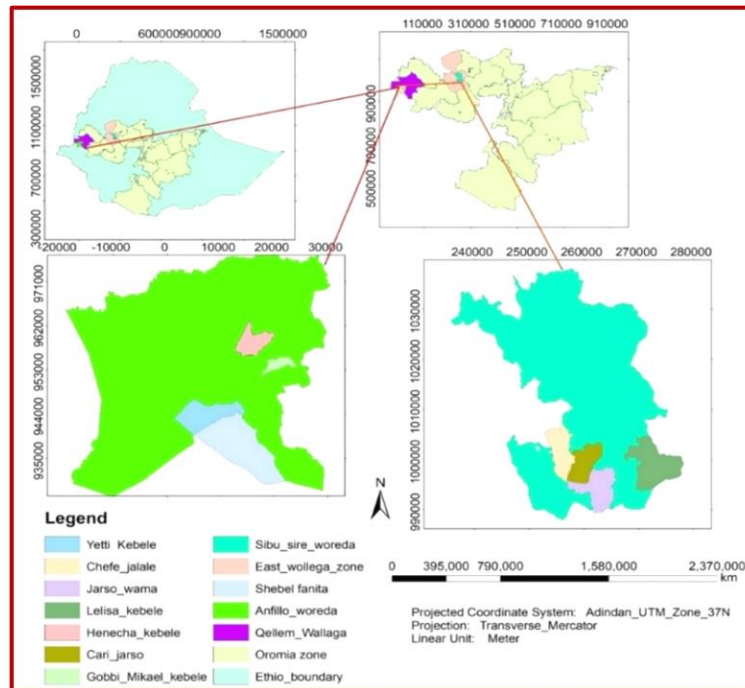 0 600000 900000 1500000
1500000
1100000
700000
300000
110000 310000 510000 710000 910000
900000
700000
500000
-20000 -10000 0 10000 20000 30000
971000
962000
953000
944000
935000
240000 250000 260000 270000 280000
1030000
1020000
1010000
1000000
990000
N
Legend
Yetti Kebele
Chefe_jalale
Jarso_wama
Lelisa_kebele
Henecha_kebele
Cari_jarso
Gobbi_Mikael_kebele
Sibu_sire_woreda
East_wollega_zone
Shebel fanita
Anfillo_woreda
Qellem_Wallaga
Oromia zone
Ethio_boundary
0 395,000 790,000 1,580,000 2,370,000
km
Projected Coordinate System: Adindan_UTM_Zone_37N
Projection: Transverse_Mercator
Linear Unit: Meter